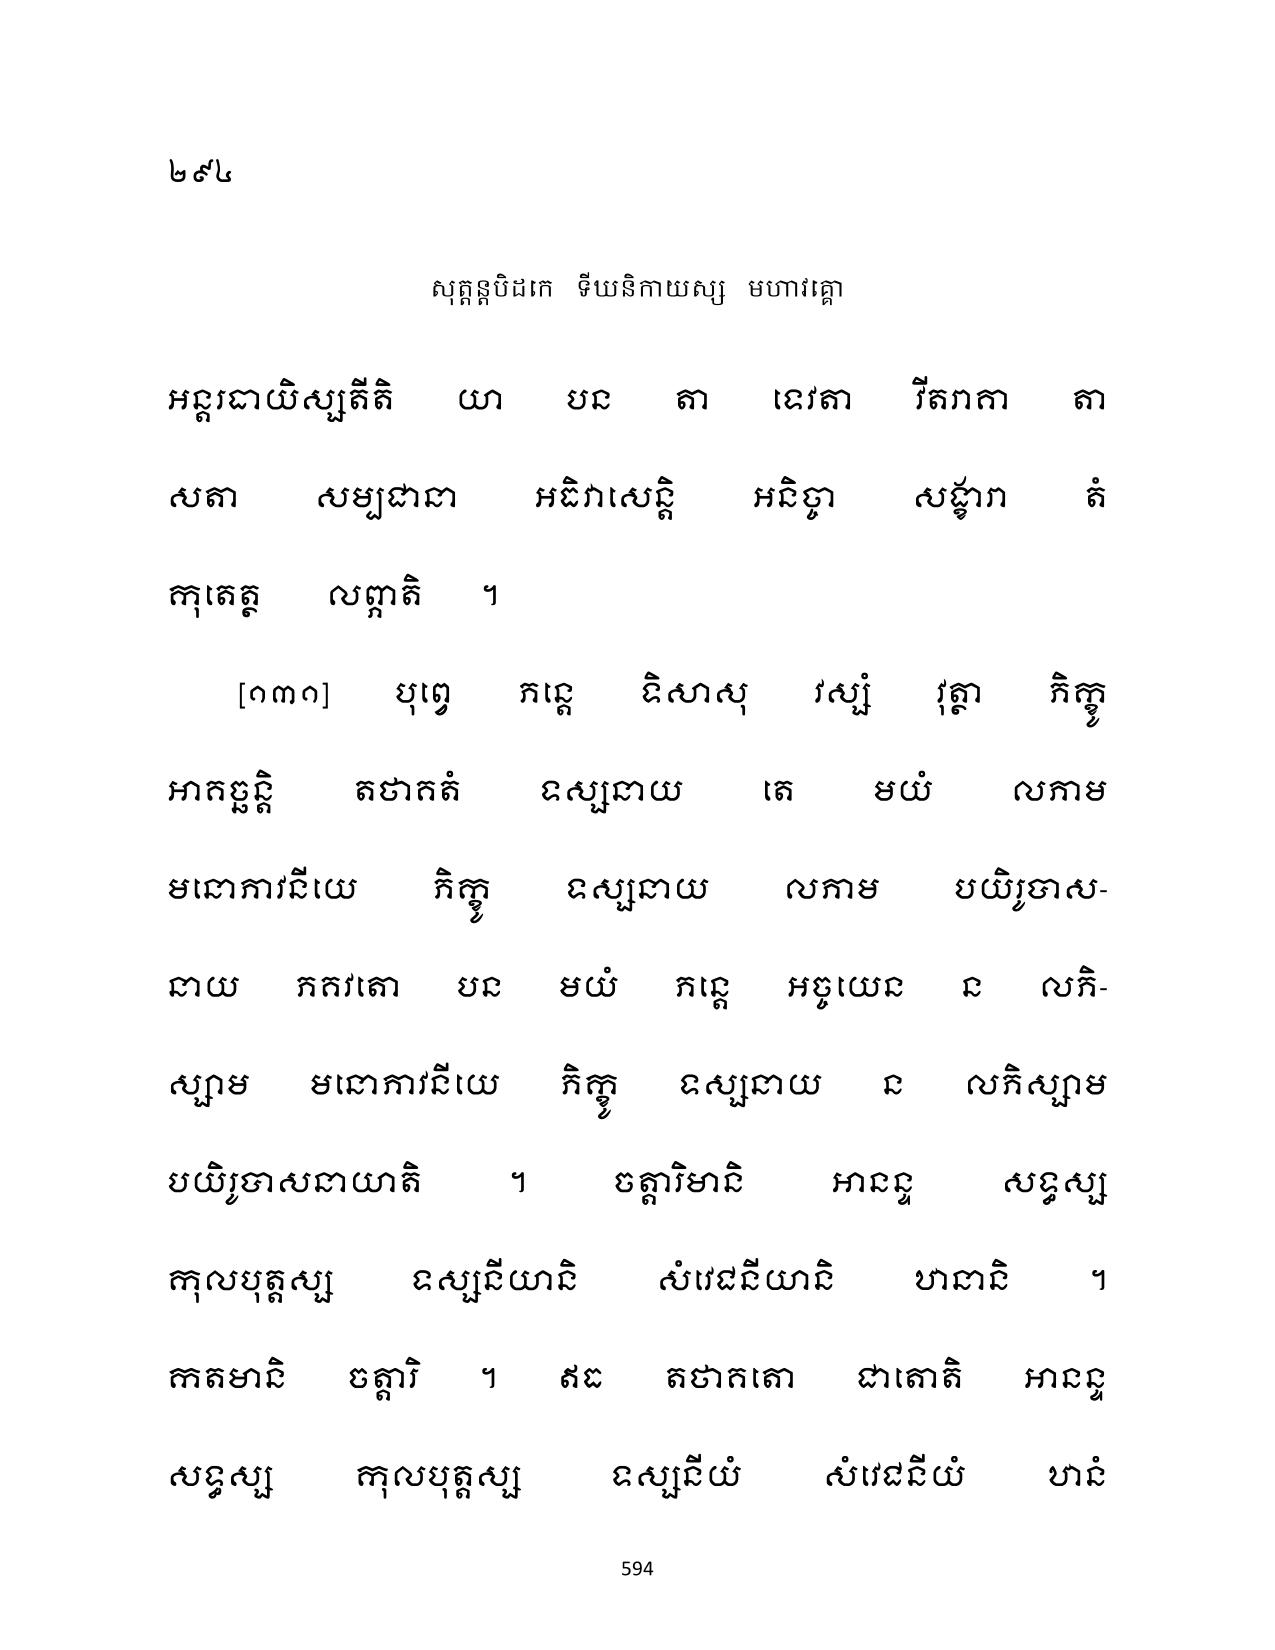 ២៩៤
សុត្តន្តបិដកេ ទីឃនិកាយស្ស មហាវគ្គោ
អន្តរធាយិស្សតីតិ យា បន តា ទេវតា វីតរាគា តា
សតា សម្បជានា អធិវាសេន្តិ អនិច្ចា សង្ខារា តំ
កុតេត្ថ លព្ភាតិ ។
[១៣១] បុព្វេ ភន្តេ ទិសាសុ វស្សំ វុត្ថា ភិក្ខូ
អាគច្ឆន្តិ តថាគតំ ទស្សនាយ តេ មយំ លភាម
មនោភាវនីយេ ភិក្ខូ ទស្សនាយ លភាម បយិរូបាស-
នាយ ភគវតោ បន មយំ ភន្តេ អច្ចយេន ន លភិ-
ស្សាម មនោភាវនីយេ ភិក្ខូ ទស្សនាយ ន លភិស្សាម
បយិរូបាសនាយាតិ ។ ចត្តារិមានិ អានន្ទ សទ្ធស្ស
កុលបុត្តស្ស ទស្សនីយានិ សំវេជនីយានិ ឋានានិ ។
កតមានិ ចត្តារិ ។ ឥធ តថាគតោ ជាតោតិ អានន្ទ
សទ្ធស្ស កុលបុត្តស្ស ទស្សនីយំ សំវេជនីយំ ឋានំ
594